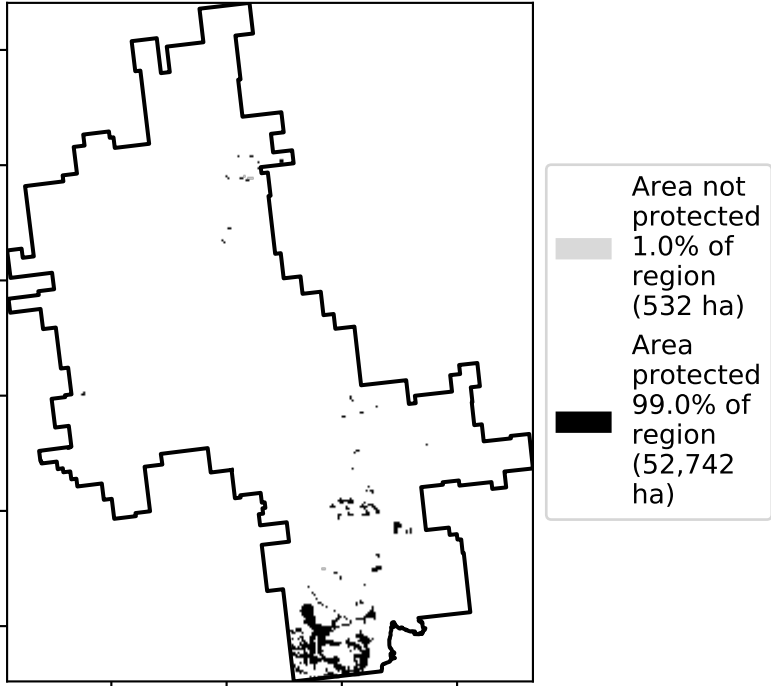 Area not
protected
1.0% of
region
(532 ha)
Area
protected
99.0% of
region
(52,742
ha)